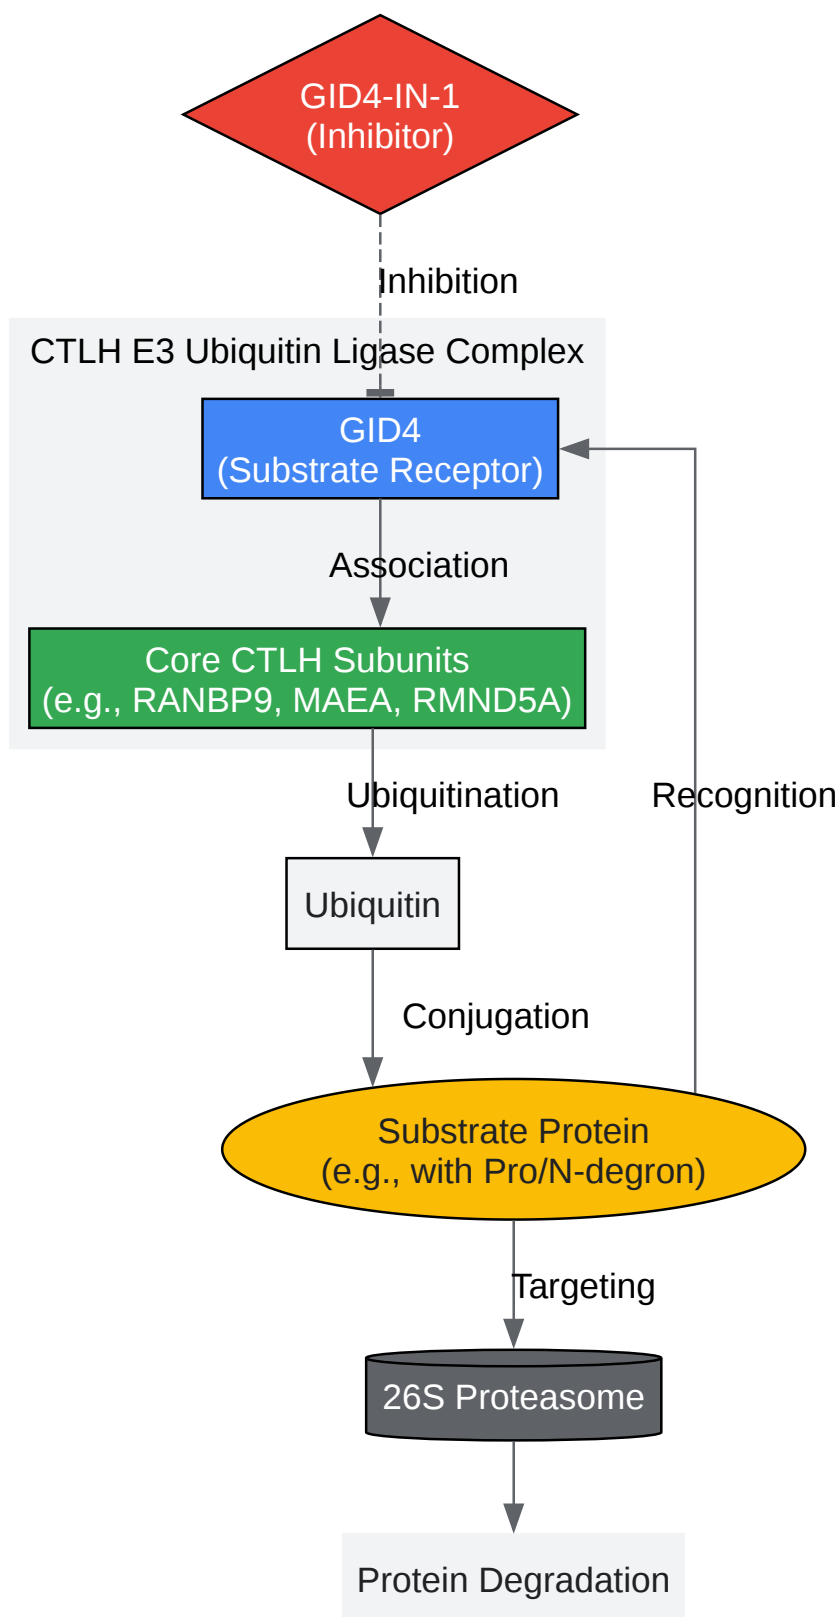 GID4-IN-1
(Inhibitor)
Inhibition
CTLH E3 Ubiquitin Ligase Complex
GID4
(Substrate Receptor)
Association
Core CTLH Subunits
(e.g., RANBP9, MAEA, RMND5A)
Ubiquitination
Recognition
Ubiquitin
Conjugation
Substrate Protein
(e.g., with Pro/N-degron)
Targeting
26S Proteasome
Protein Degradation